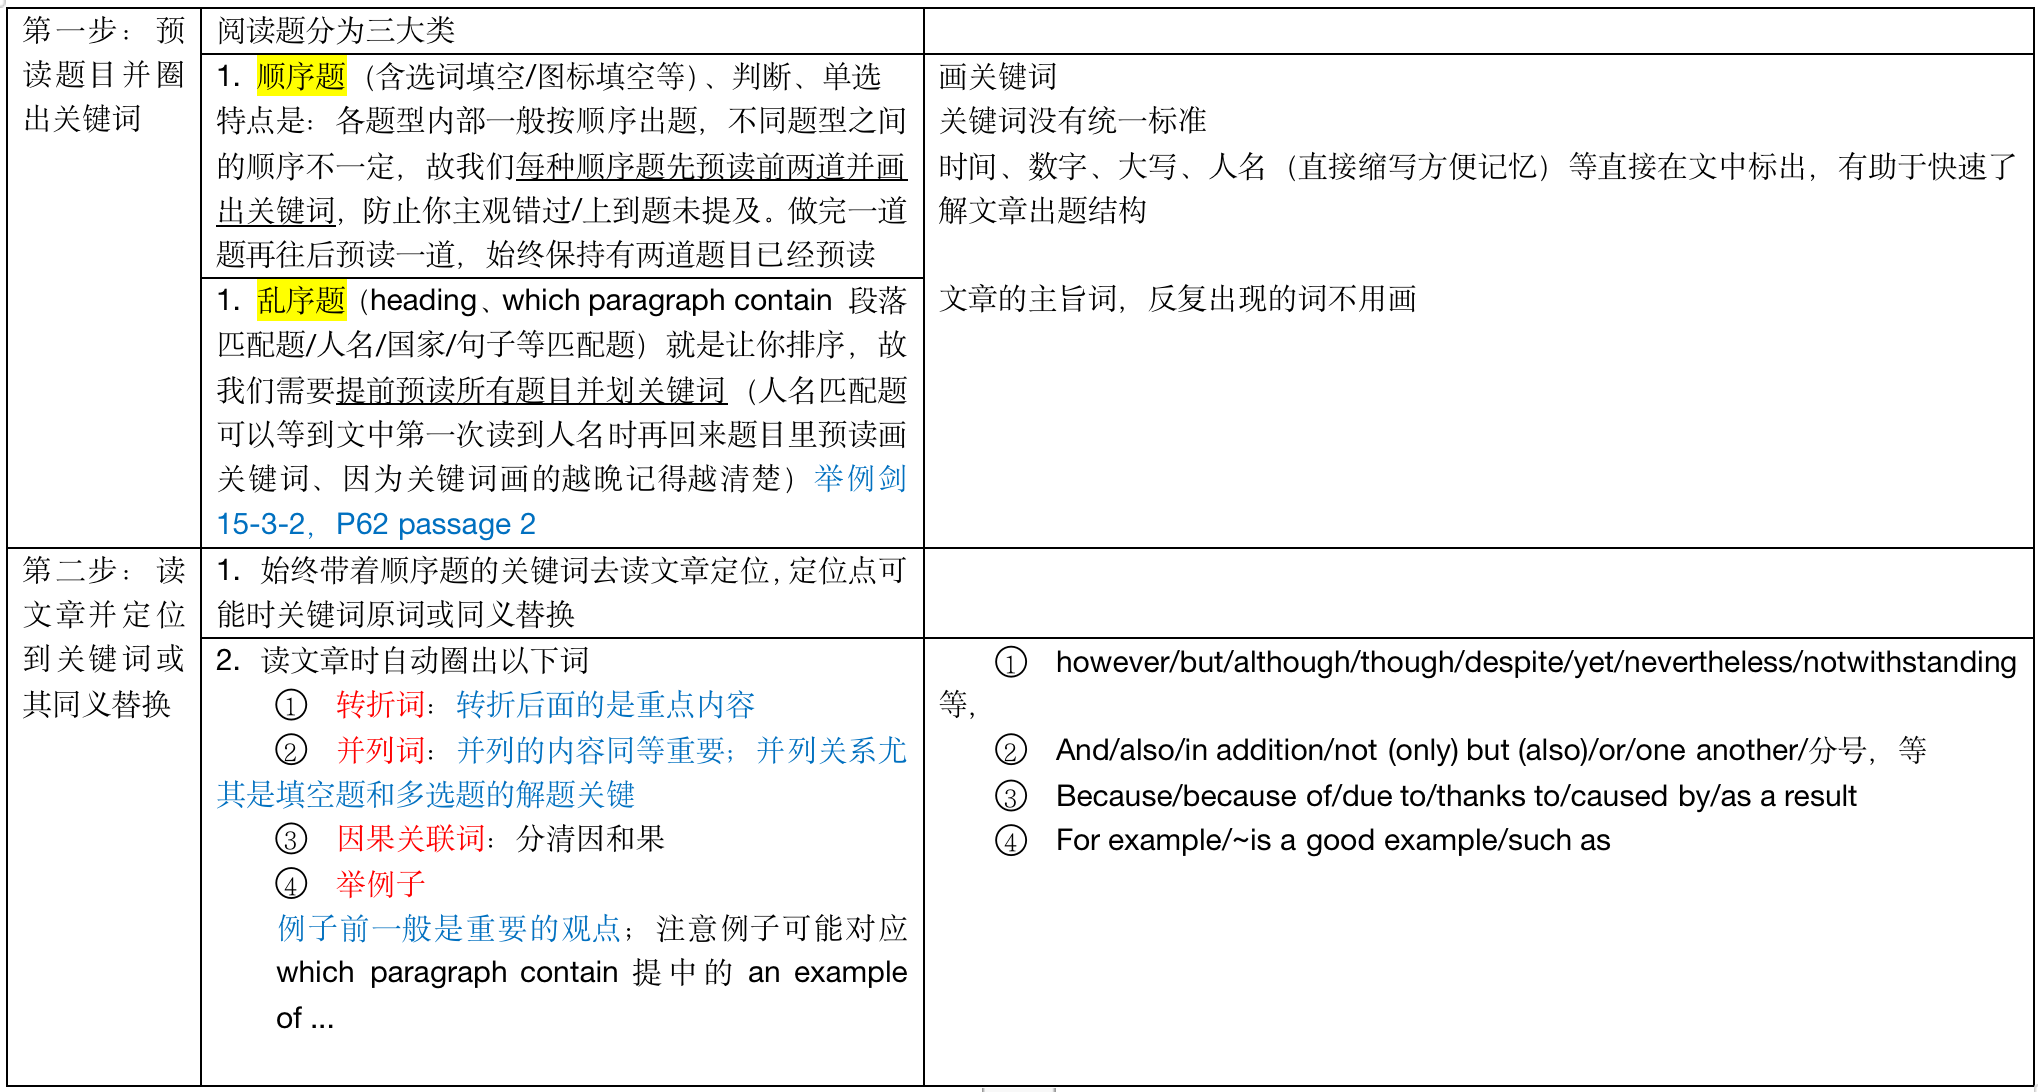 第一步：预
读题目并圈
出关键词
阅读题分为三大类
1. 顺序题（含选词填空/图标填空等）、判断、单选
特点是：各题型内部一般按顺序出题，不同题型之间
的顺序不一定，故我们每种顺序题先预读前两道并画
出关键词，防止你主观错过/上到题未提及。做完一道
题再往后预读一道，始终保持有两道题目已经预读
画关键词
关键词没有统一标准
时间、数字、大写、人名（直接缩写方便记忆）等直接在文中标出，有助于快速了
解文章出题结构
文章的主旨词，反复出现的词不用画
1. 乱序题（heading、which paragraph contain 段落
匹配题/人名/国家/句子等匹配题）就是让你排序，故
我们需要提前预读所有题目并划关键词（人名匹配题
可以等到文中第一次读到人名时再回来题目里预读画
关键词、因为关键词画的越晚记得越清楚）举例剑
15-3-2，P62 passage 2
第二步：读
文章并定位
到关键词或
其同义替换
1. 始终带着顺序题的关键词去读文章定位，定位点可
能时关键词原词或同义替换
2. 读文章时自动圈出以下词
① 转折词：转折后面的是重点内容
② 并列词：并列的内容同等重要；并列关系尤
其是填空题和多选题的解题关键
③ 因果关联词：分清因和果
④ 举例子
例子前一般是重要的观点；注意例子可能对应
which paragraph contain 提中的 an example
of ...
① however/but/although/though/despite/yet/nevertheless/notwithstanding
等，
② And/also/in addition/not (only) but (also)/or/one another/分号，等
③ Because/because of/due to/thanks to/caused by/as a result
④ For example/~is a good example/such as